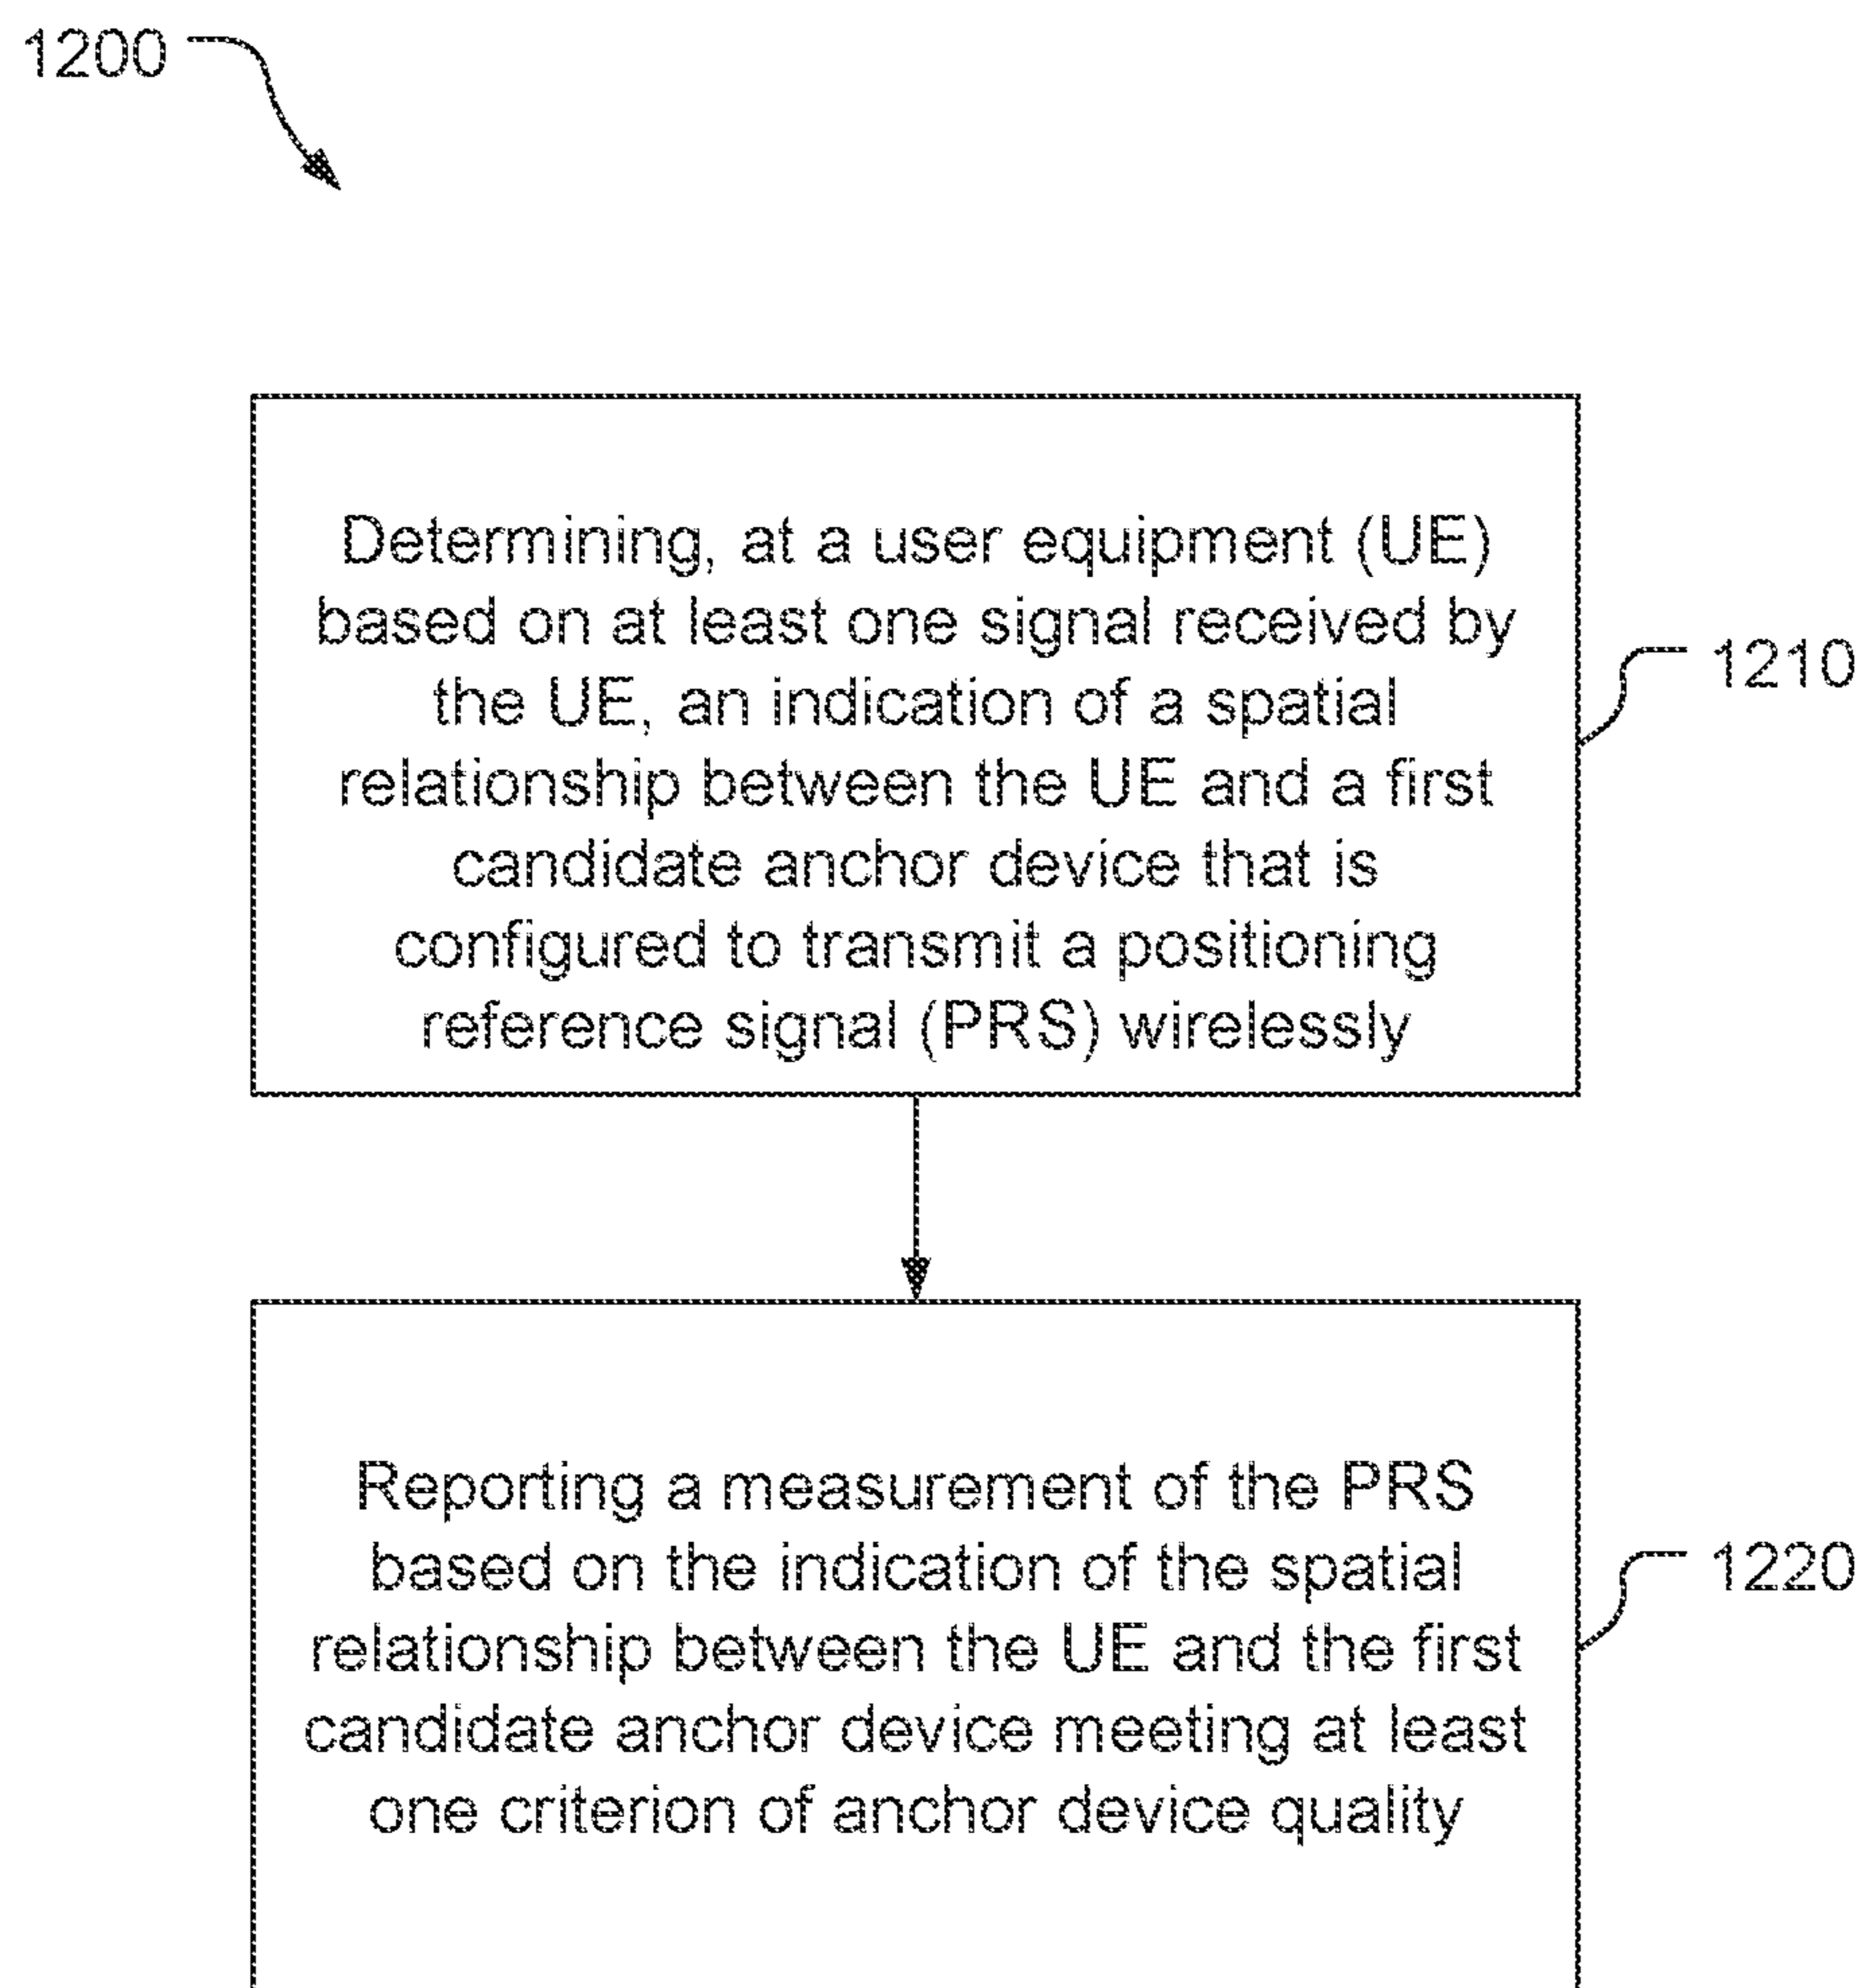 1200
Determining, at a user equipment (UE)
based on at least one signal received by
the UE, an indication of a spatial
relationship between the UE and a first
candidate anchor device that is
configured to transmit a positioning
reference signal (PRS) wirelessly
1210
Reporting a measurement of the PRS
based on the indication of the spatial
relationship between the UE and the first
candidate anchor device meeting at least
one criterion of anchor device quality
1220